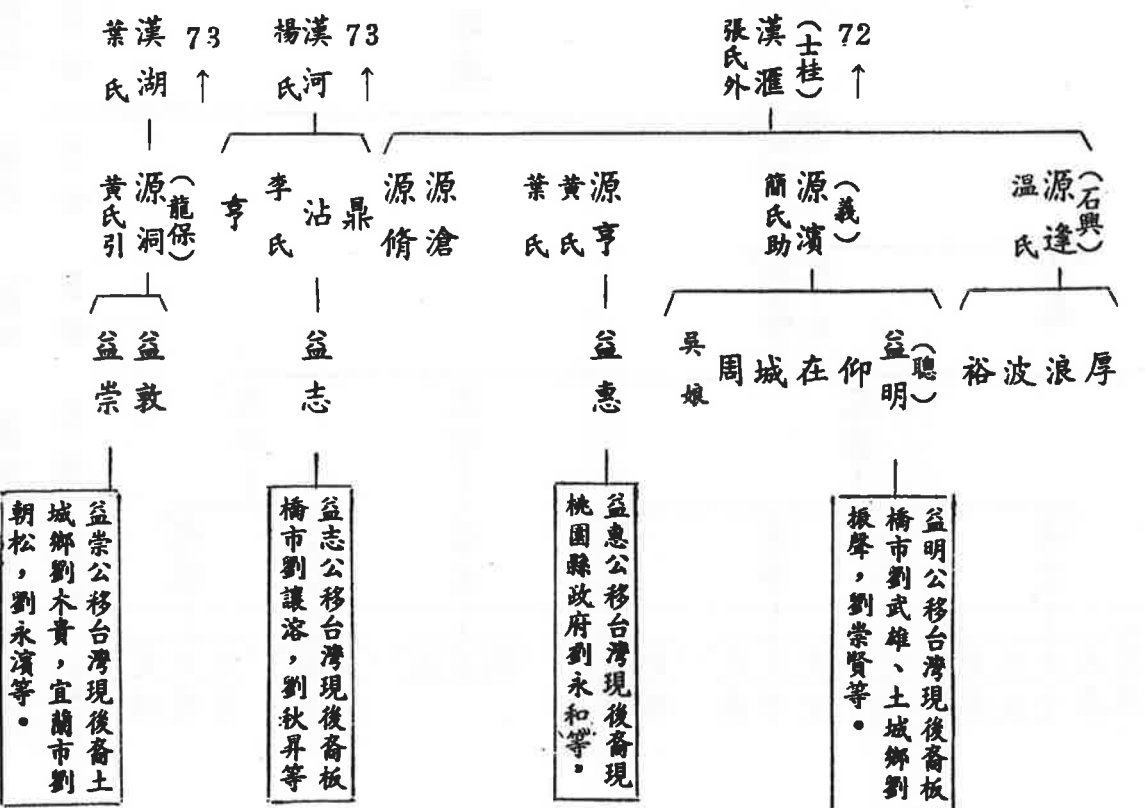 72
↑
(士桂)
漢滙
張氏外
73
↑
漢河
楊氏
73
↑
漢湖
葉氏
(石興)
源逢
溫氏
(義)
源濱
簡氏助
源亨
黃氏
葉氏
源滄
源脩
鼎
沾
李氏
亨
(龍保)
源洞
黃氏引
厚
浪
波
裕
(聰)
益明
仰
在
城
周
吳娘
益惠
益志
益敦
益崇
益明公移台灣現後裔板
橋市劉武雄、土城鄉劉
振聲,劉崇賢等。
益惠公移台灣現後裔現
桃園縣政府劉永和等,
益志公移台灣現後裔板
橋市劉讓溶,劉秋昇等
益崇公移台灣現後裔土
城鄉劉木貴,宜蘭市劉
朝松,劉永濱等。